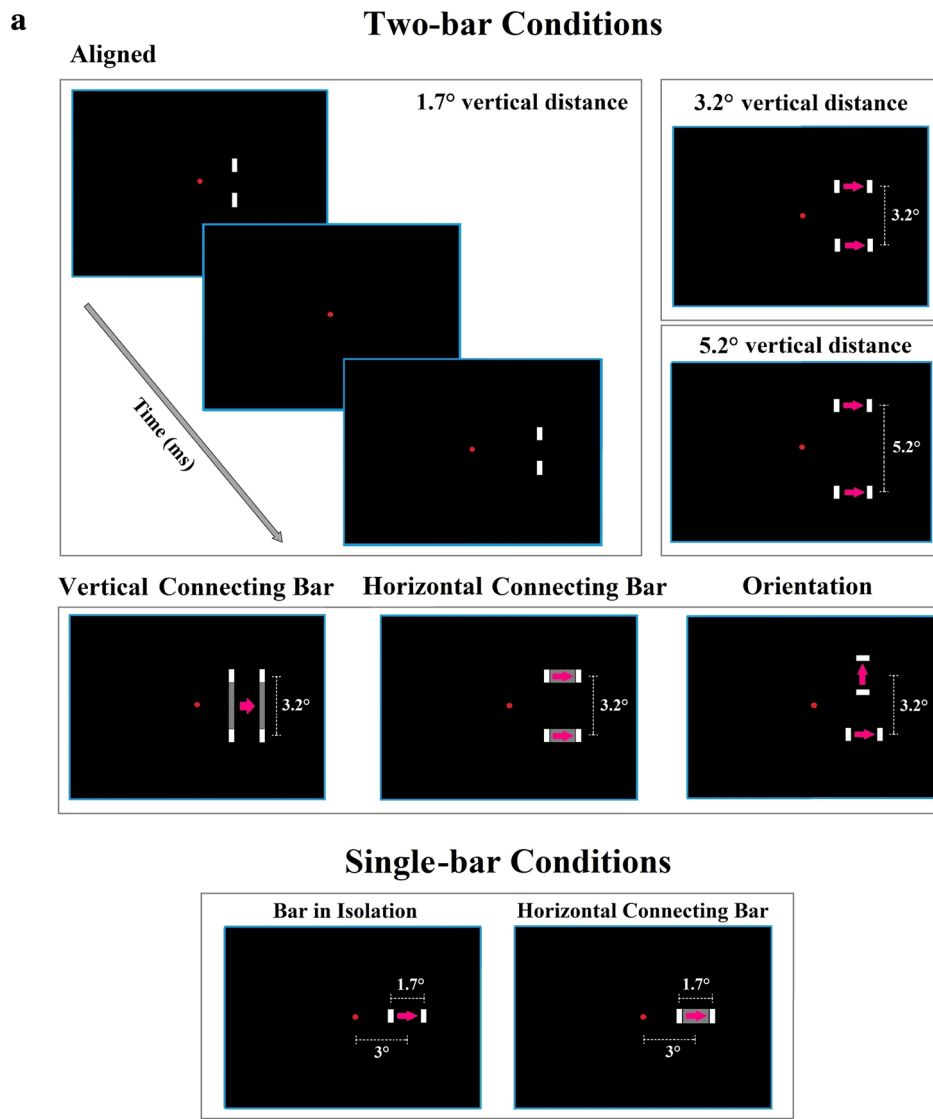 a
Two-bar Conditions
Aligned
1.7° vertical distance
3.2° vertical distance
3.2°
Time (ms)
5.2° vertical distance
5.2°
Vertical Connecting Bar
Horizontal Connecting Bar
Orientation
3.2°
3.2°
3.2°
Single-bar Conditions
Bar in Isolation
Horizontal Connecting Bar
1.7°
1.7°
3°
3°